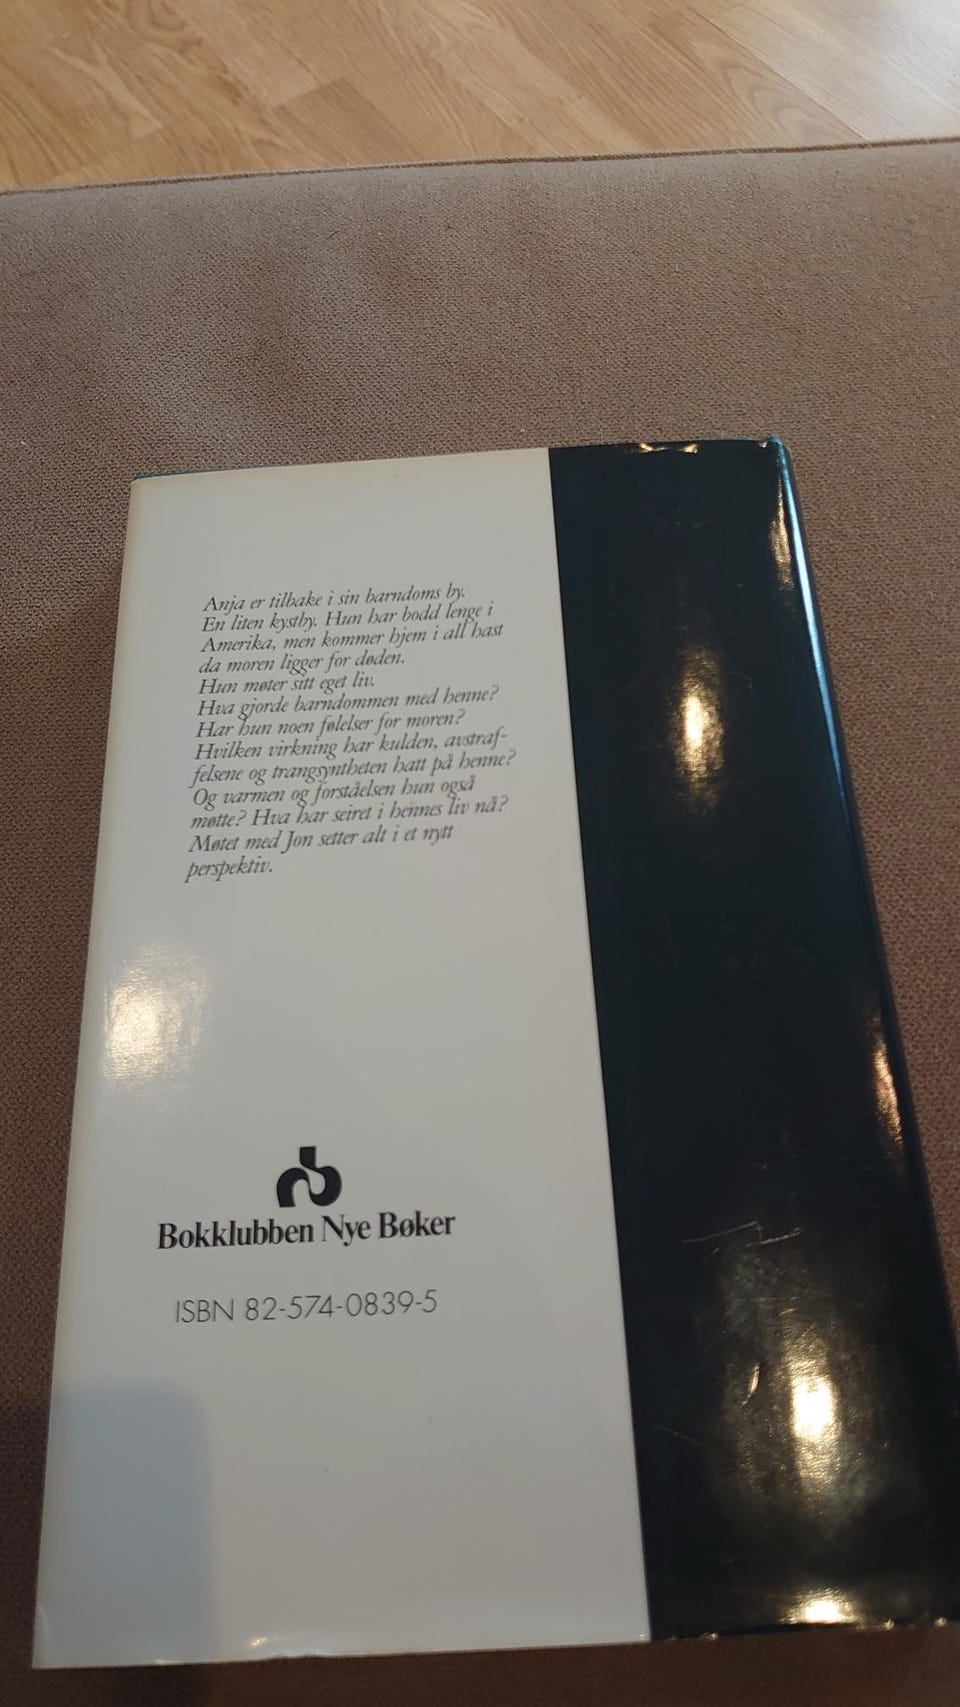 Anja er tilbake i sin barndoms by.
En liten kystby. Hun har bodd lenge i
Amerika, men kommer hjem i all hast
da moren ligger for døden.
Hun møter sitt eget liv.
Hva gjorde barndommen med henne?
Har hun noen følelser for moren?
Hvilken virkning har kulden, avstraf-
felsene og trangsyntheten hatt på henne?
Og varmen og forståelsen hun også
møtte? Hva har seiret i hennes liv nå?
Møtet med Jon setter alt i et nytt
perspektiv.
Bokklubben Nye Bøker
ISBN 82-574-0839-5